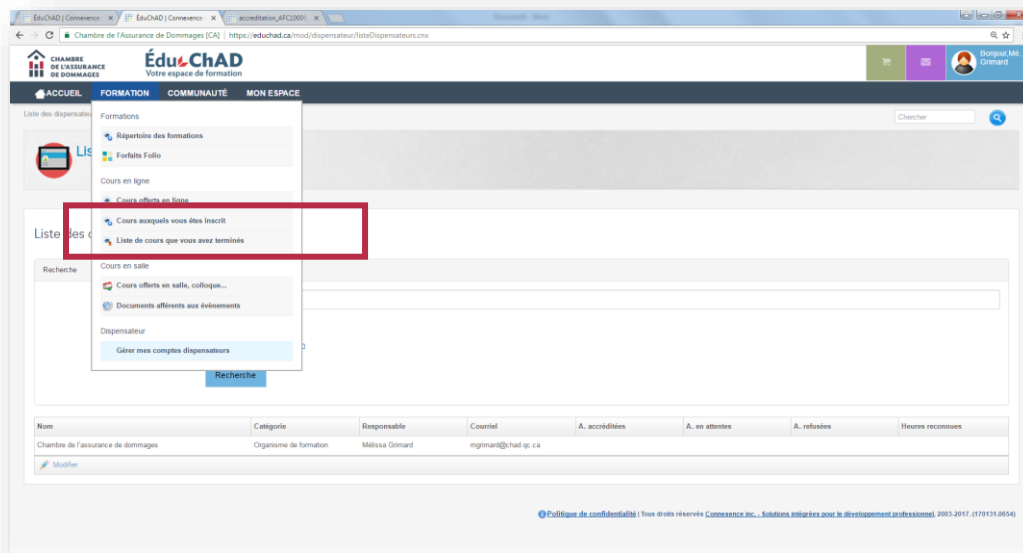 ÉduChAD | Connexence
ÉduChAD | Connexence
accreditation_AFC1000
Chambre de l'Assurance de Dommages [CA] | https://educhad.ca/mod/dispensateur/listeDispensateurs.cnx
CHAMBRE
DE L'ASSURANCE
DE DOMMAGES
ÉduChAD
Votre espace de formation
Bonjour, Mé
Grimard
ACCUEIL FORMATION COMMUNAUTÉ MON ESPACE
Liste des dispensateu
Chercher
Formations
Répertoire des formations
Lis
Forfaits Folio
Cours en ligne
Cours offerts en ligne
Cours auxquels vous êtes inscrit
Liste des c
Liste de cours que vous avez terminés
Recherche
Cours en salle
Cours offerts en salle, colloque...
Documents afférents aux évènements
Dispensateur
Gérer mes comptes dispensateurs
Recherche
Nom Catégorie Responsable Courriel A. accréditées A. en attentes A. refusées Heures reconnues
Chambre de l'assurance de dommages Organisme de formation Mélissa Grimard mgrimard@chad.qc.ca
Modifier
Politique de confidentialité | Tous droits réservés Connexence inc. - Solutions intégrées pour le développement professionnel, 2003-2017. (170131.0654)